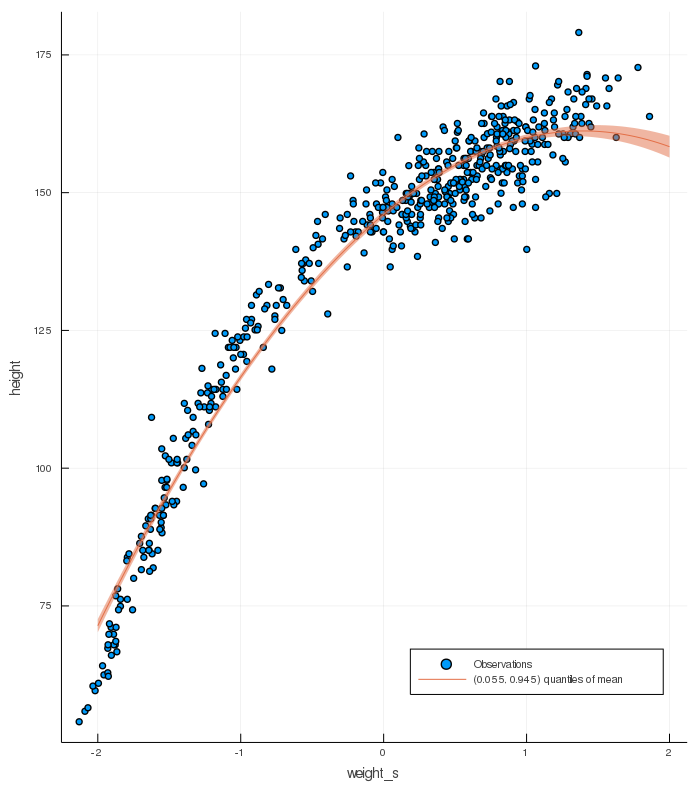 175
150
125
100
75
height
Observations
(0.055, 0.945) quantiles of mean
-2 -1 0 1 2
weight_s